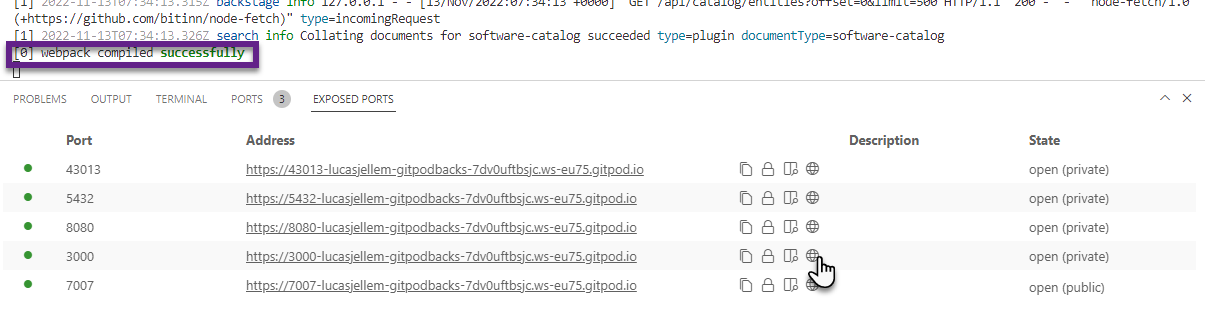 [1] 2022-11-13T07:34:13.315Z backstage info 127.0.0.1 - - [13/Nov/2022:07:34:13 +0000] "GET /api/catalog/entities?offset=0&limit=500 HTTP/1.1" 200 - "-" "node-fetch/1.0
(+https://github.com/bitinn/node-fetch)" type=incomingRequest
[1] 2022-11-13T07:34:13.326Z search info Collating documents for software-catalog succeeded type=plugin documentType=software-catalog
[0] webpack compiled successfully
PROBLEMS OUTPUT TERMINAL PORTS 3 EXPOSED PORTS
Port Address Description State
43013 https://43013-lucasjellem-gitpodbacks-7dv0uftbsjc.ws-eu75.gitpod.io open (private)
5432 https://5432-lucasjellem-gitpodbacks-7dv0uftbsjc.ws-eu75.gitpod.io open (private)
8080 https://8080-lucasjellem-gitpodbacks-7dv0uftbsjc.ws-eu75.gitpod.io open (private)
3000 https://3000-lucasjellem-gitpodbacks-7dv0uftbsjc.ws-eu75.gitpod.io open (private)
7007 https://7007-lucasjellem-gitpodbacks-7dv0uftbsjc.ws-eu75.gitpod.io open (public)